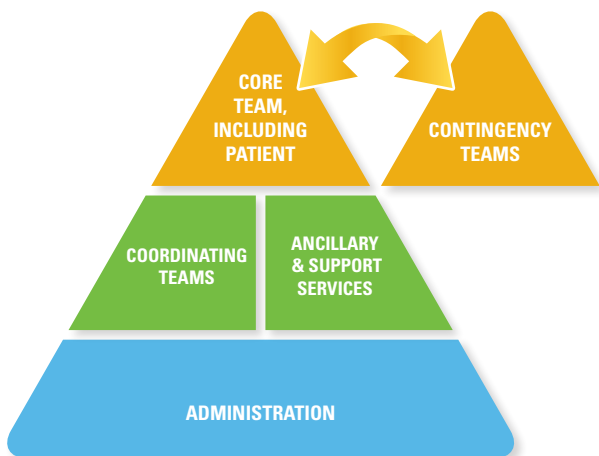 CORE
TEAM,
INCLUDING
PATIENT
CONTINGENCY
TEAMS
COORDINATING
TEAMS
ANCILLARY
& SUPPORT
SERVICES
ADMINISTRATION